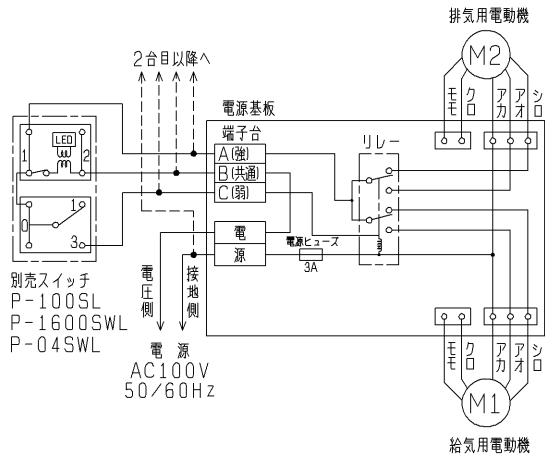 排気用電動機
M2
モモ
クロ
アカ
アオ
シロ
2台目以降へ
電源基板
端子台
A(強)
B(共通)
C(弱)
電
源
リレー
電源ヒューズ
3A
LED
1
2
0
1
3
別売スイッチ
P-100SL
P-1600SWL
P-04SWL
電圧側
接地側
電 源
AC100V
50/60Hz
モモ
クロ
アカ
アオ
シロ
M1
給気用電動機